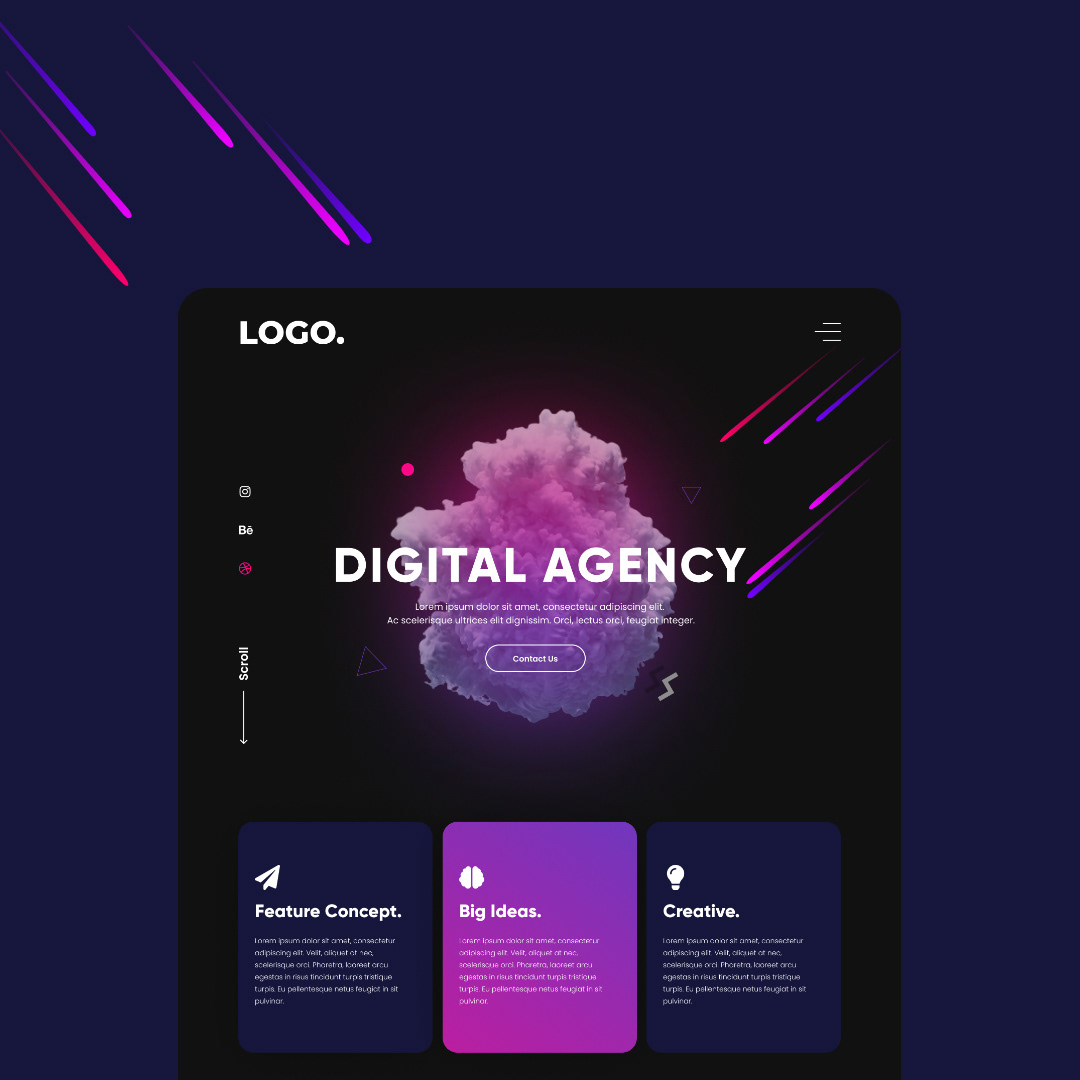 LOGO.
Bē
Scroll
DIGITAL AGENCY
Lorem ipsum dolor sit amet, consectetur adipiscing elit.
Ac scelerisque ultrices elit dignissim. Orci, lectus orci, feugiat integer.
Contact Us
Feature Concept.
Lorem ipsum dolor sit amet, consectetur
adipiscing elit. Velit, aliquet at nec,
scelerisque orci. Pharetra, laoreet arcu
egestas in risus tincidunt turpis tristique
turpis. Eu pellentesque netus feugiat in sit
pulvinar.
Big Ideas.
Lorem ipsum dolor sit amet, consectetur
adipiscing elit. Velit, aliquet at nec,
scelerisque orci. Pharetra, laoreet arcu
egestas in risus tincidunt turpis tristique
turpis. Eu pellentesque netus feugiat in sit
pulvinar.
Creative.
Lorem ipsum dolor sit amet, consectetur
adipiscing elit. Velit, aliquet at nec,
scelerisque orci. Pharetra, laoreet arcu
egestas in risus tincidunt turpis tristique
turpis. Eu pellentesque netus feugiat in sit
pulvinar.